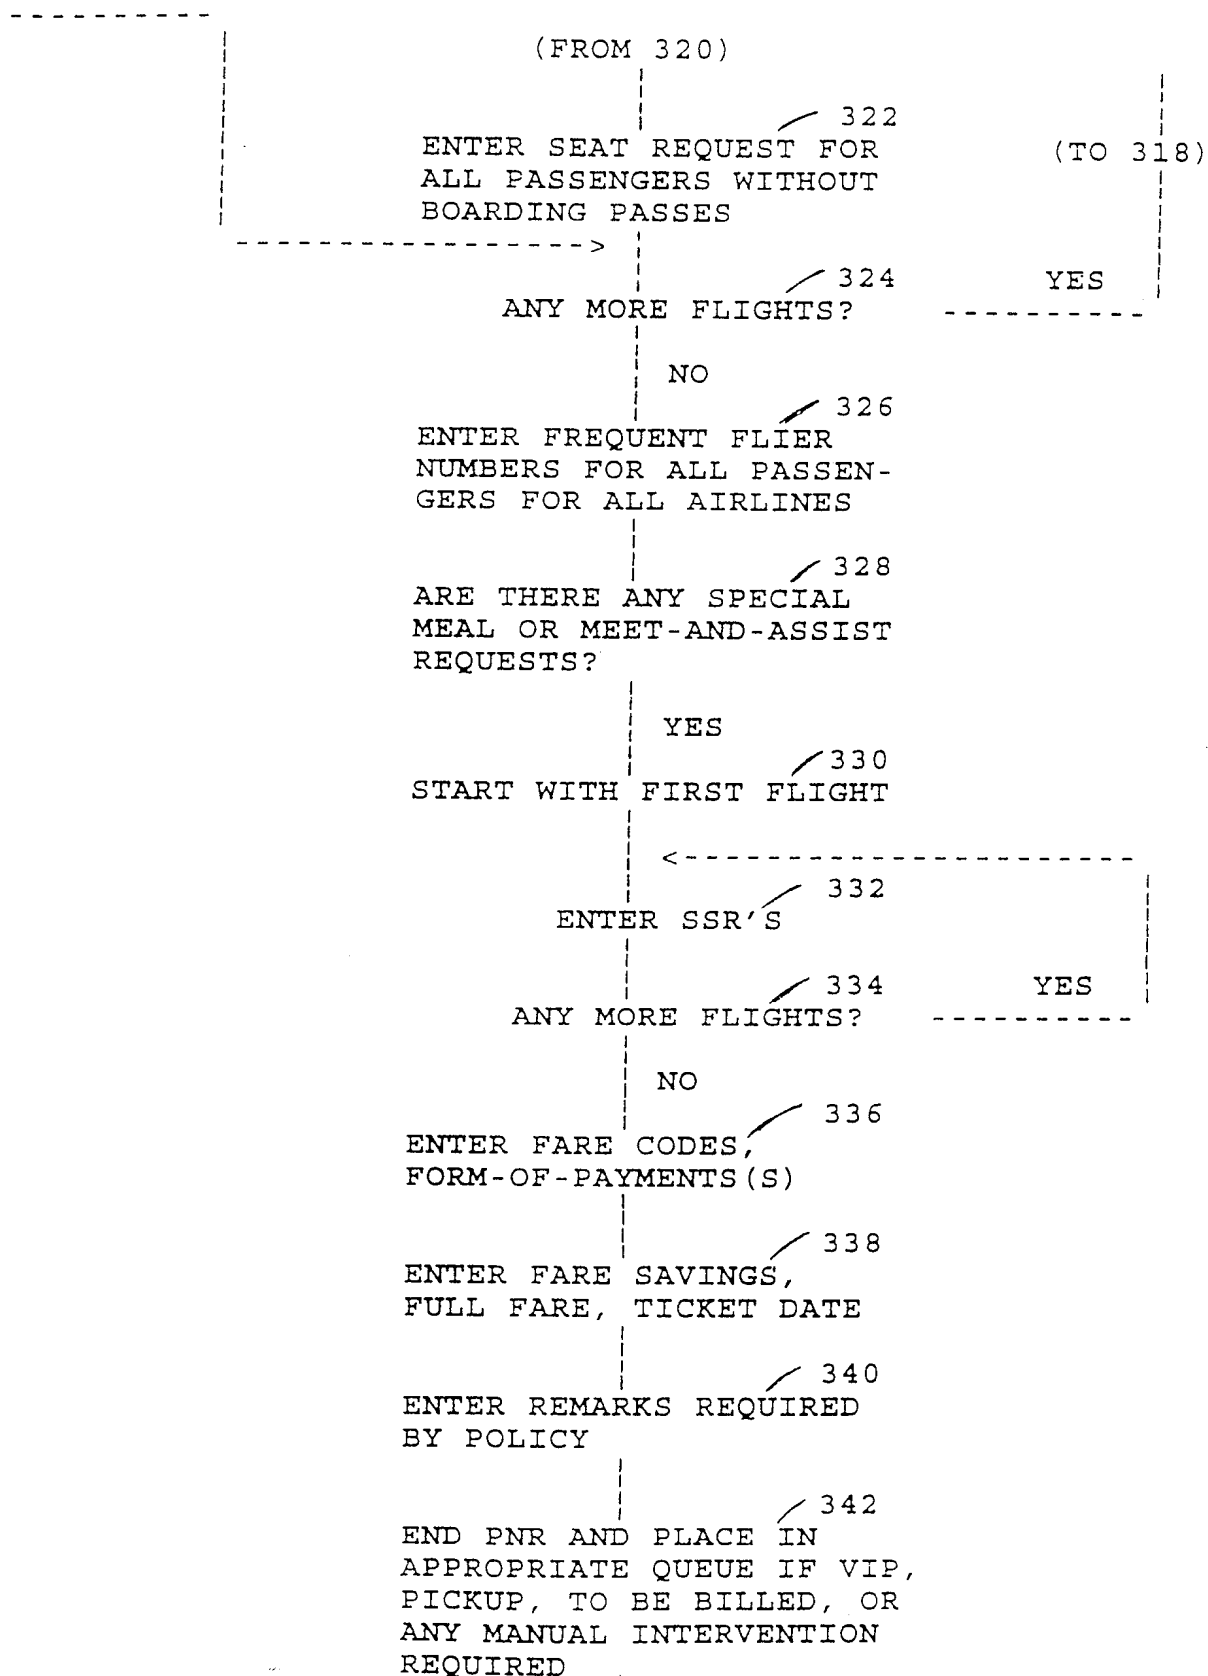 (FROM 320)
322
ENTER SEAT REQUEST FOR
(TO 318)
ALL PASSENGERS WITHOUT
BOARDING PASSES
324
YES
ANY MORE FLIGHTS?
NO
326
ENTER FREQUENT FLIER
NUMBERS FOR ALL PASSEN-
GERS FOR ALL AIRLINES
328
ARE THERE ANY SPECIAL
MEAL OR MEET-AND-ASSIST
REQUESTS?
YES
330
START WITH FIRST FLIGHT
332
ENTER SSR'S
334
YES
ANY MORE FLIGHTS?
NO
336
ENTER FARE CODES,
FORM-OF-PAYMENTS(S)
338
ENTER FARE SAVINGS,
FULL FARE, TICKET DATE
340
ENTER REMARKS REQUIRED
BY POLICY
342
END PNR AND PLACE IN
APPROPRIATE QUEUE IF VIP,
PICKUP, TO BE BILLED, OR
ANY MANUAL INTERVENTION
REQUIRED